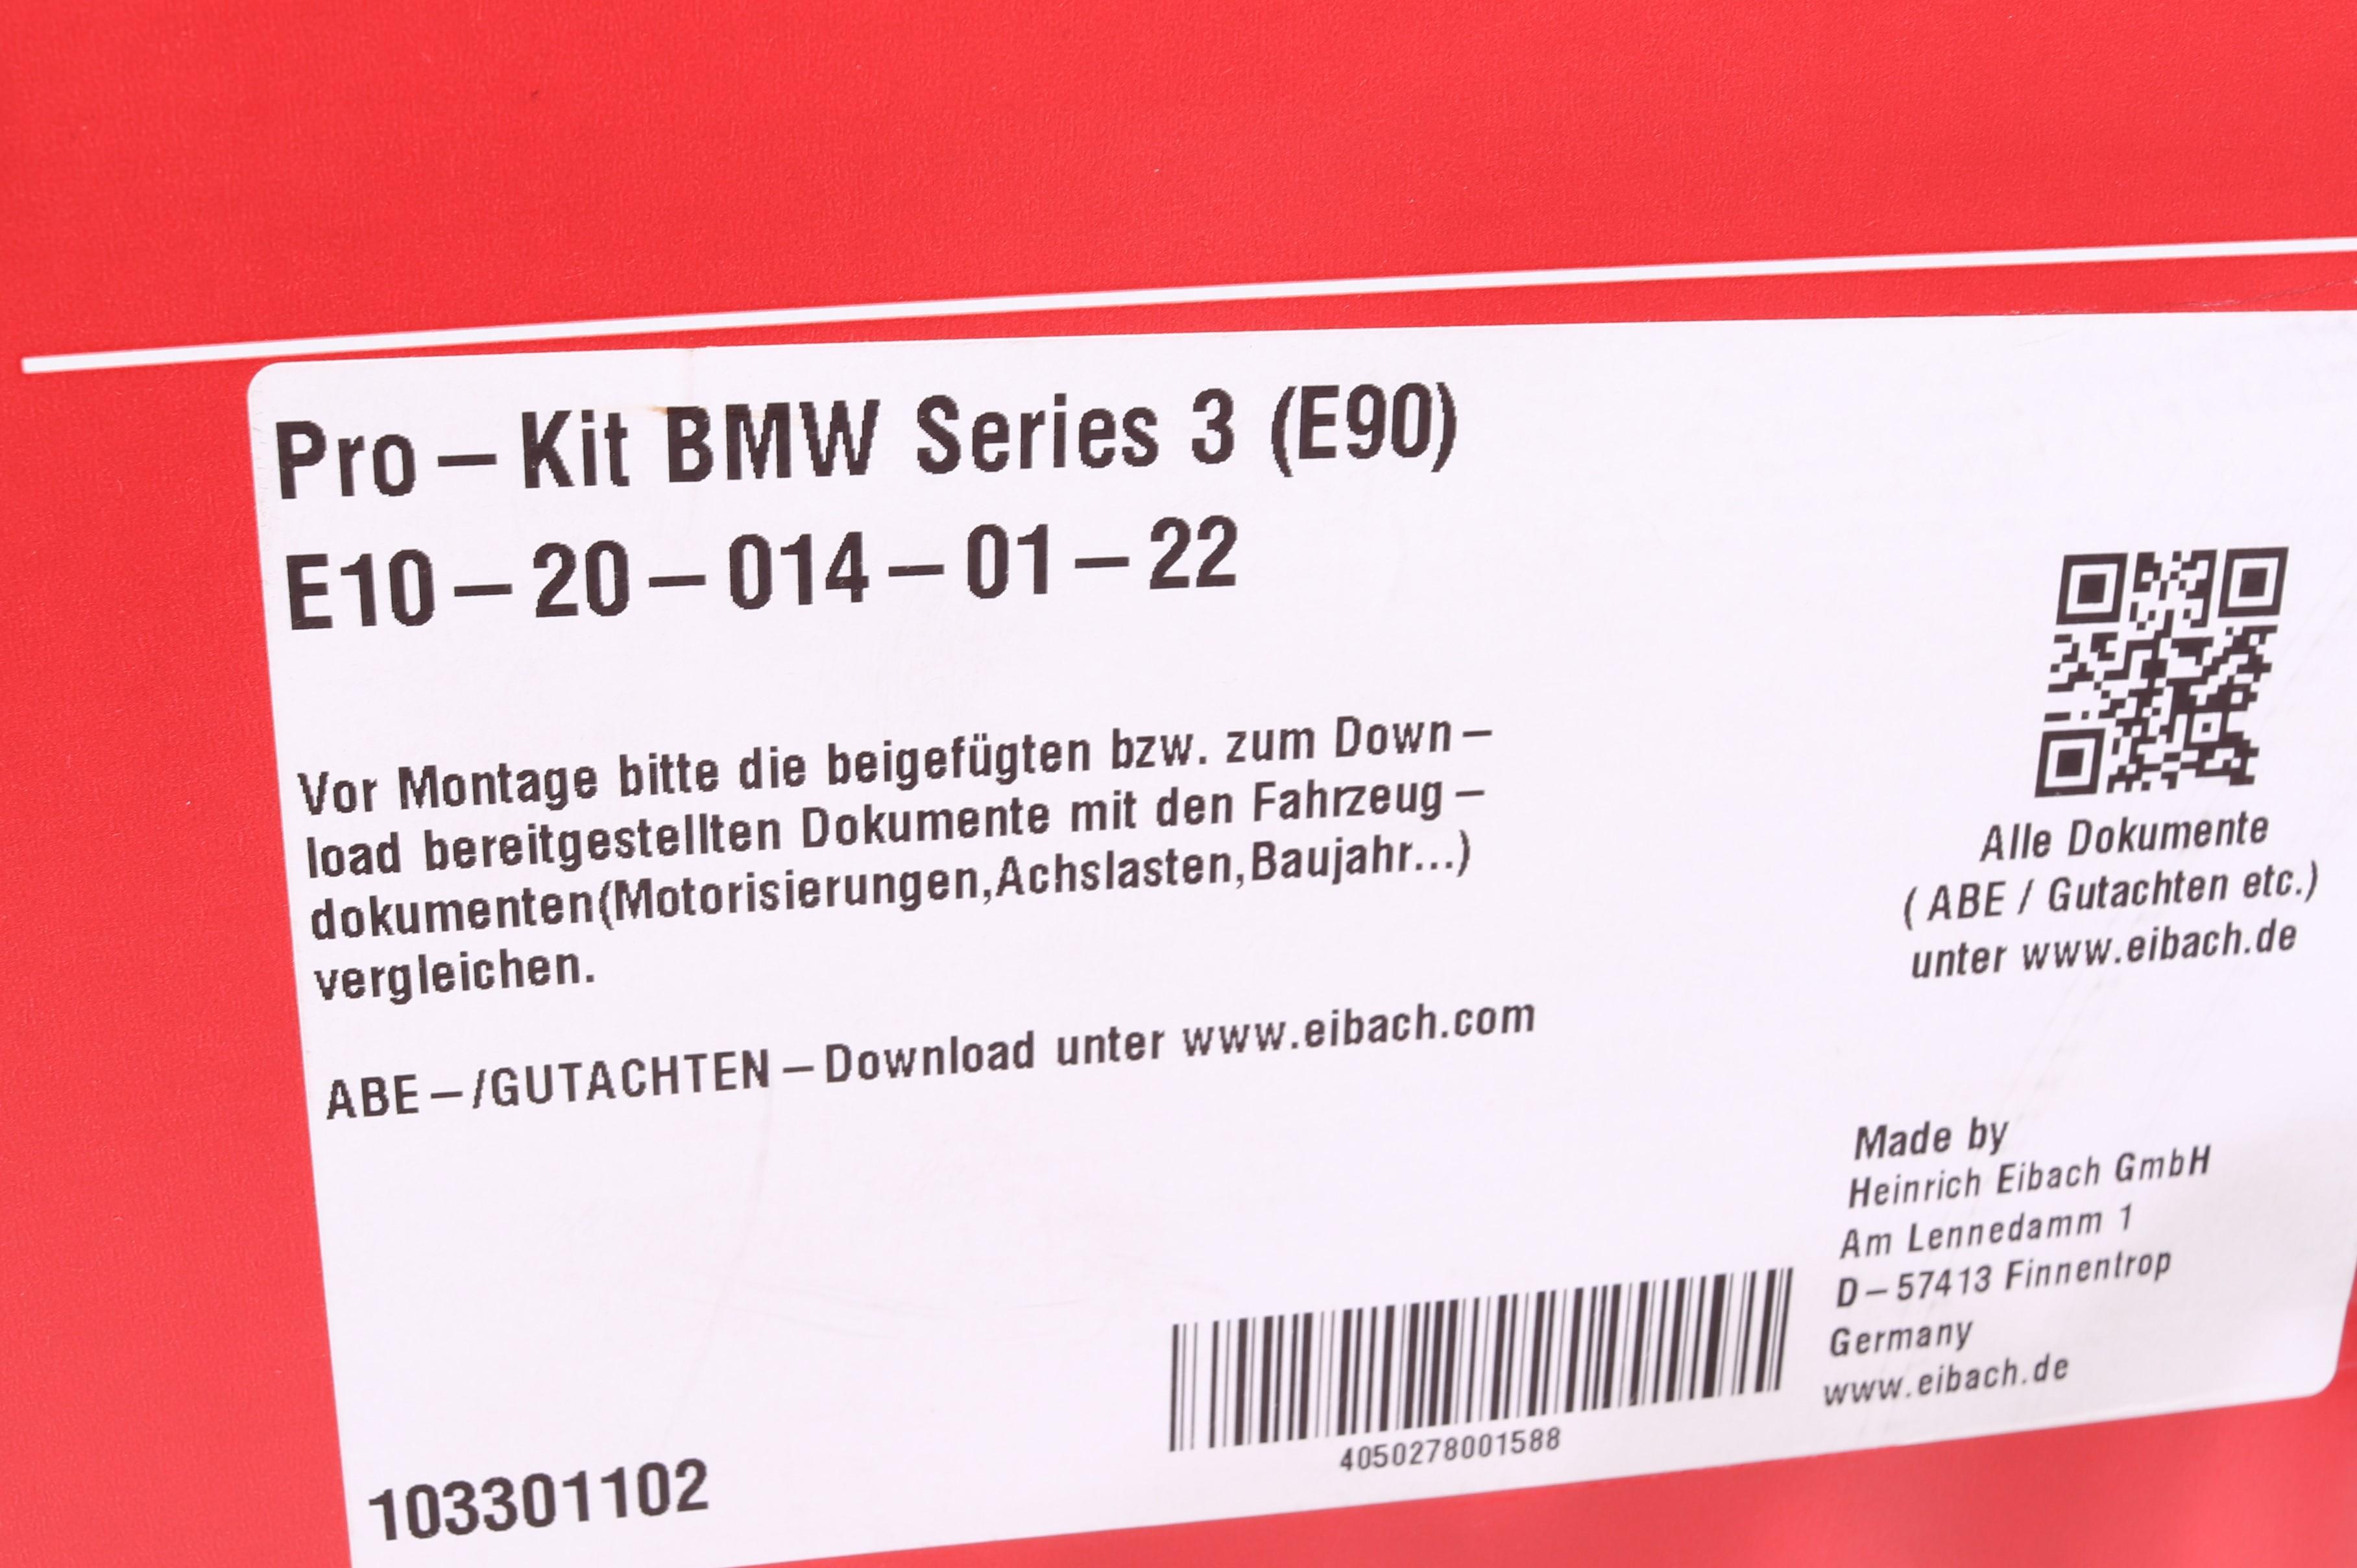 Pro-Kit BMW Series 3 (E90)
E10-20-014-01-22
Vor Montage bitte die beigefügten bzw. zum Down-
load bereitgestellten Dokumente mit den Fahrzeug-
dokumenten(Motorisierungen,Achslasten,Baujahr...)
vergleichen.
ABE-/GUTACHTEN-Download unter www.eibach.com
Alle Dokumente
( ABE / Gutachten etc.)
unter www.eibach.de
Made by
Heinrich Eibach GmbH
Am Lennedamm 1
D-57413 Finnentrop
Germany
www.eibach.de
4050278001588
103301102